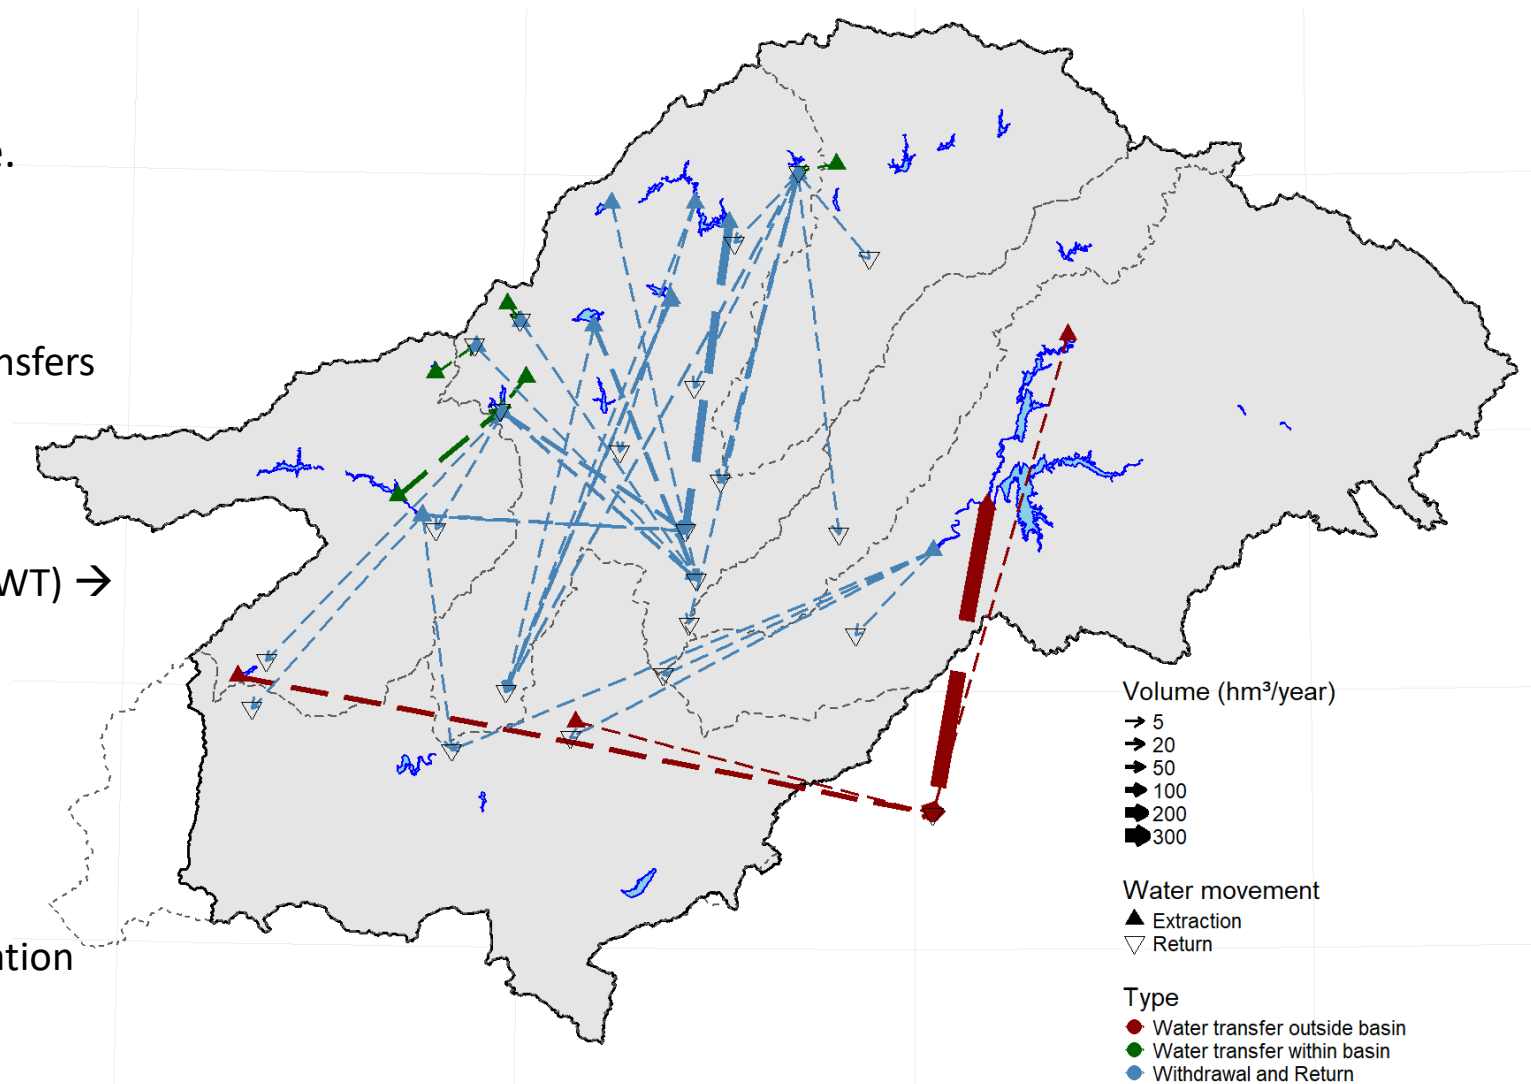 e.
nsfers
WT) →
ation
Volume (hm³/year)
5
20
50
100
200
300
Water movement
Extraction
Return
Type
Water transfer outside basin
Water transfer within basin
Withdrawal and Return